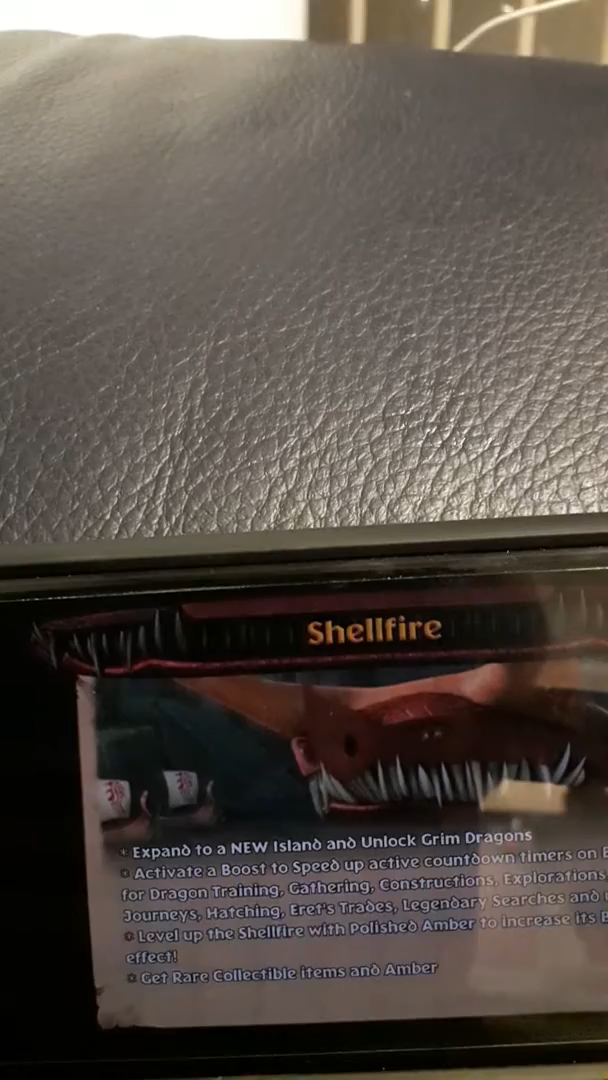 Shellfire
* Expand to a NEW Island and Unlock Grim Dragons
* Activate a Boost to Speed up active countdown timers on
for Dragon Training, Gathering, Constructions, Explorations
Journeys, Hatching, Eret's Trades, Legendary Searches and
* Level up the Shellfire with Polished Amber to increase its
effect!
* Get Rare Collectible items and Amber